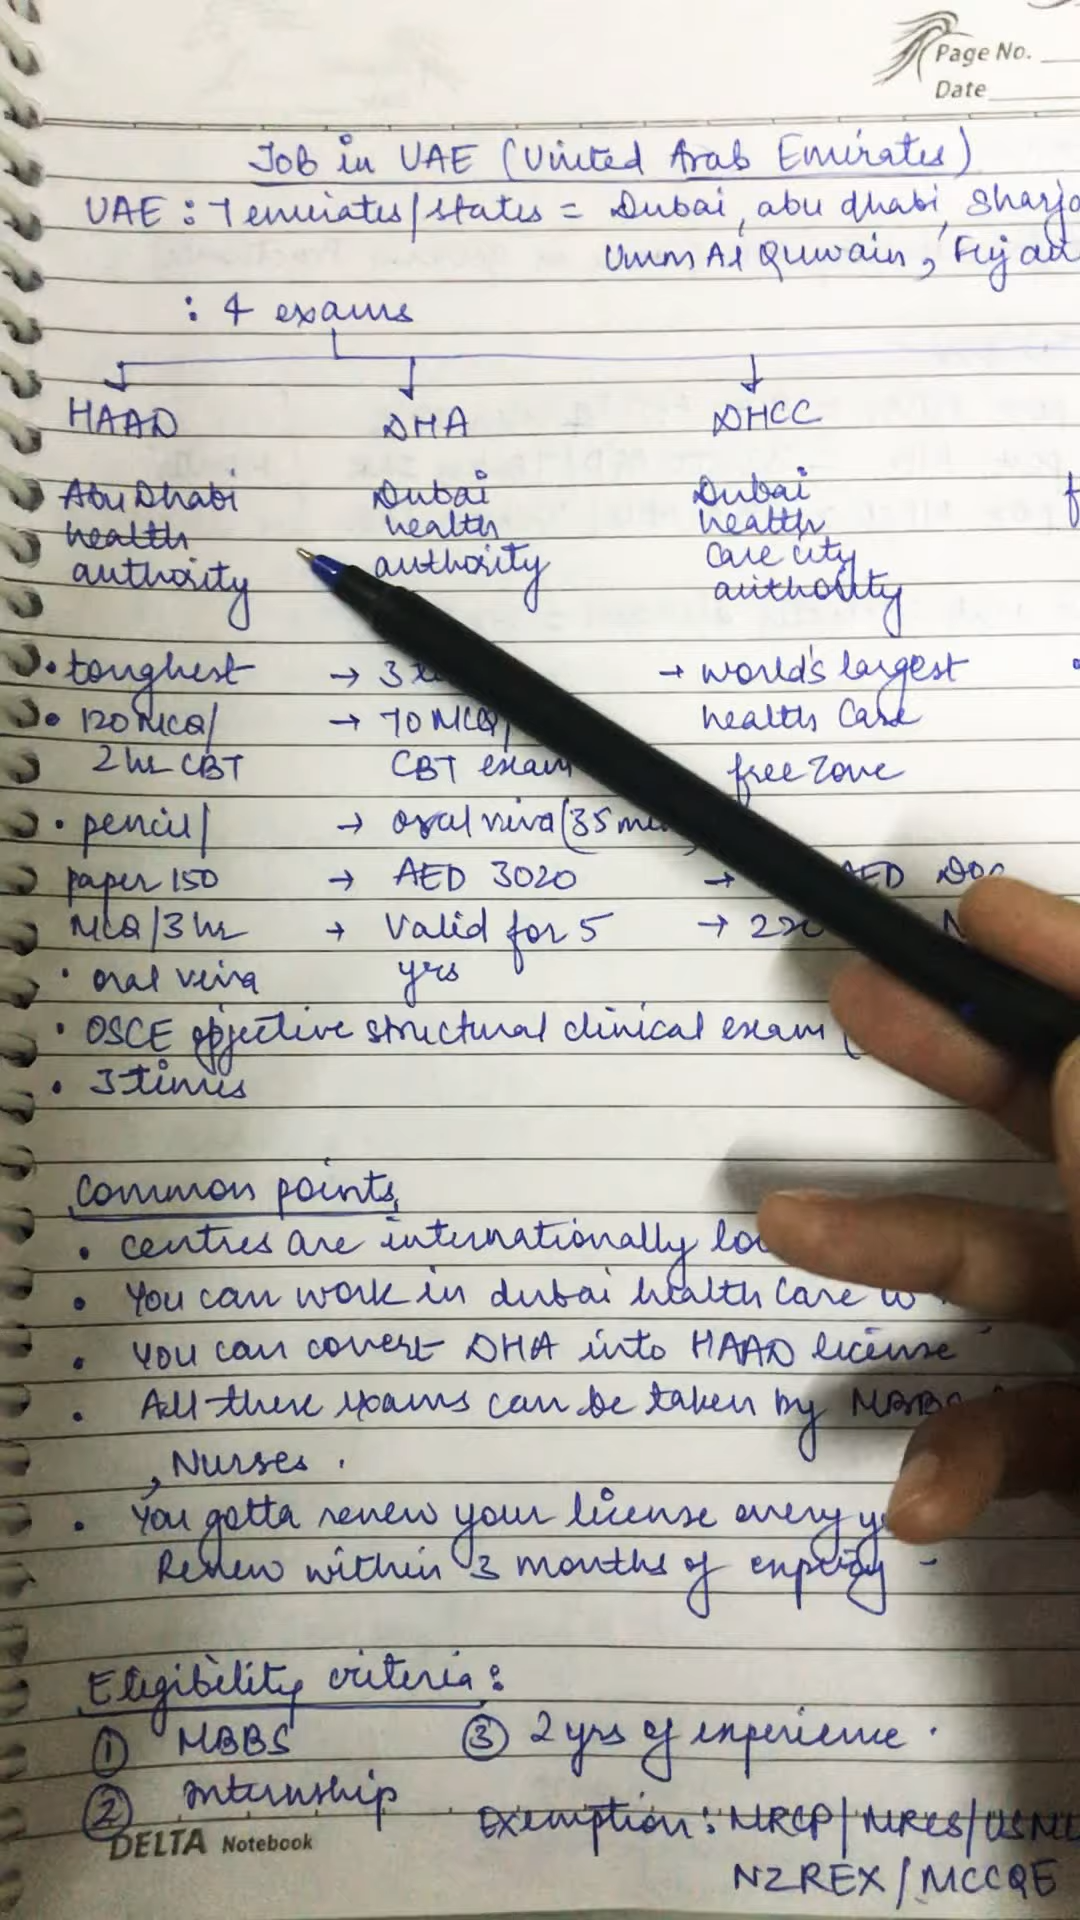 Page No.
Date
Job in UAE (United Arab Emirates)
UAE : 7 emirates/states = Dubai, abu dhabi, Sharja
Umm Al Quwain, Fujai
: 4 exams
HAAD DHA DHCC
Abu Dhabi Dubai Dubai
health health health
authority authority care city
authority
• toughest → 3 → world's largest
• 120 MCQ/ → 70 MCQ/ health Care
2 hr CBT CBT exam free zone
• pencil/ → oral viva (35 min
paper 150 → AED 3020 → AED
MCQ/3 hr → Valid for 5 →
• oral viva yrs
• OSCE objective structural clinical exam (
• 3 times
Common points
• centres are internationally
• You can work in dubai health care
• You can covert DHA into HAAD license
• All these exams can be taken by MBBS
, Nurses .
• You gotta renew your license every
Renew within 3 months of expiry -
Eligibility criteria :
① MBBS ③ 2 yrs of experience .
② Internship
Exemption : MRCP/ MRCS/ USML
DELTA Notebook
NZREX / MCCQE